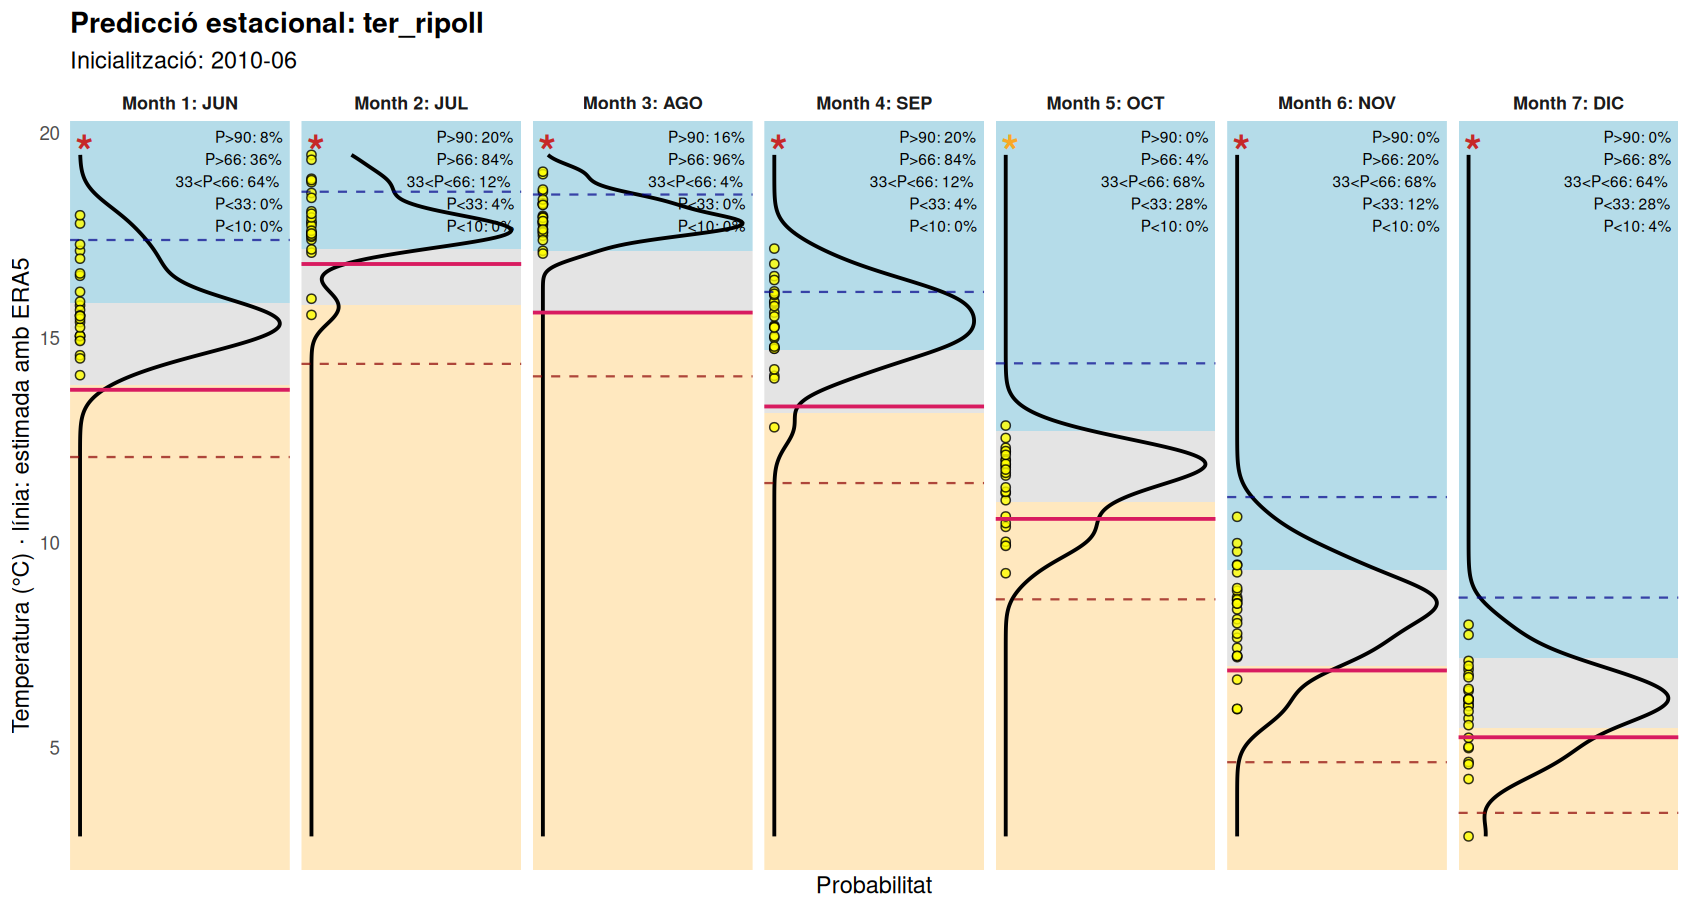 Predicció estacional: ter_ripoll
Inicialització: 2010-06
Temperatura (°C) · línia: estimada amb ERA5
20
15
10
5
Month 1: JUN
*
P>90: 8%
P>66: 36%
33<P<66: 64%
P<33: 0%
P<10: 0%
Month 2: JUL
*
P>90: 20%
P>66: 84%
33<P<66: 12%
P<33: 4%
P<10: 0%
Month 3: AGO
*
P>90: 16%
P>66: 96%
33<P<66: 4%
P<33: 0%
P<10: 0%
Month 4: SEP
*
P>90: 20%
P>66: 84%
33<P<66: 12%
P<33: 4%
P<10: 0%
Month 5: OCT
*
P>90: 0%
P>66: 4%
33<P<66: 68%
P<33: 28%
P<10: 0%
Month 6: NOV
*
P>90: 0%
P>66: 20%
33<P<66: 68%
P<33: 12%
P<10: 0%
Month 7: DIC
*
P>90: 0%
P>66: 8%
33<P<66: 64%
P<33: 28%
P<10: 4%
Probabilitat